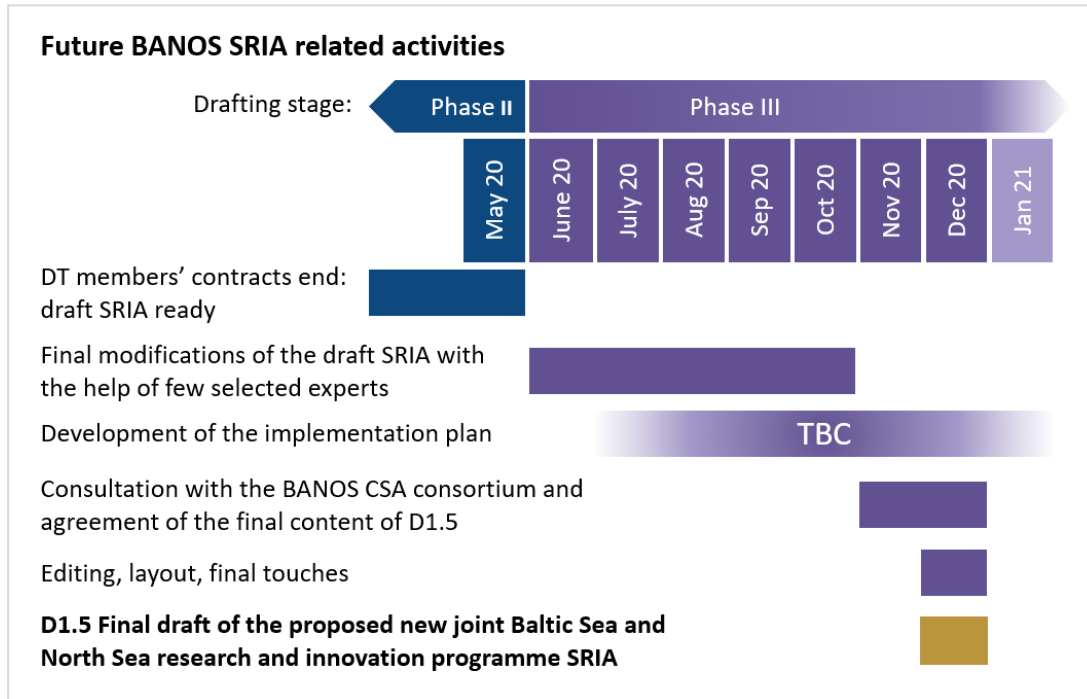 Future BANOS SRIA related activities
Drafting stage:
Phase II
Phase III
May 20
June 20
July 20
Aug 20
Sep 20
Oct 20
Nov 20
Dec 20
Jan 21
DT members’ contracts end:
draft SRIA ready
Final modifications of the draft SRIA with
the help of few selected experts
Development of the implementation plan
TBC
Consultation with the BANOS CSA consortium and
agreement of the final content of D1.5
Editing, layout, final touches
D1.5 Final draft of the proposed new joint Baltic Sea and
North Sea research and innovation programme SRIA